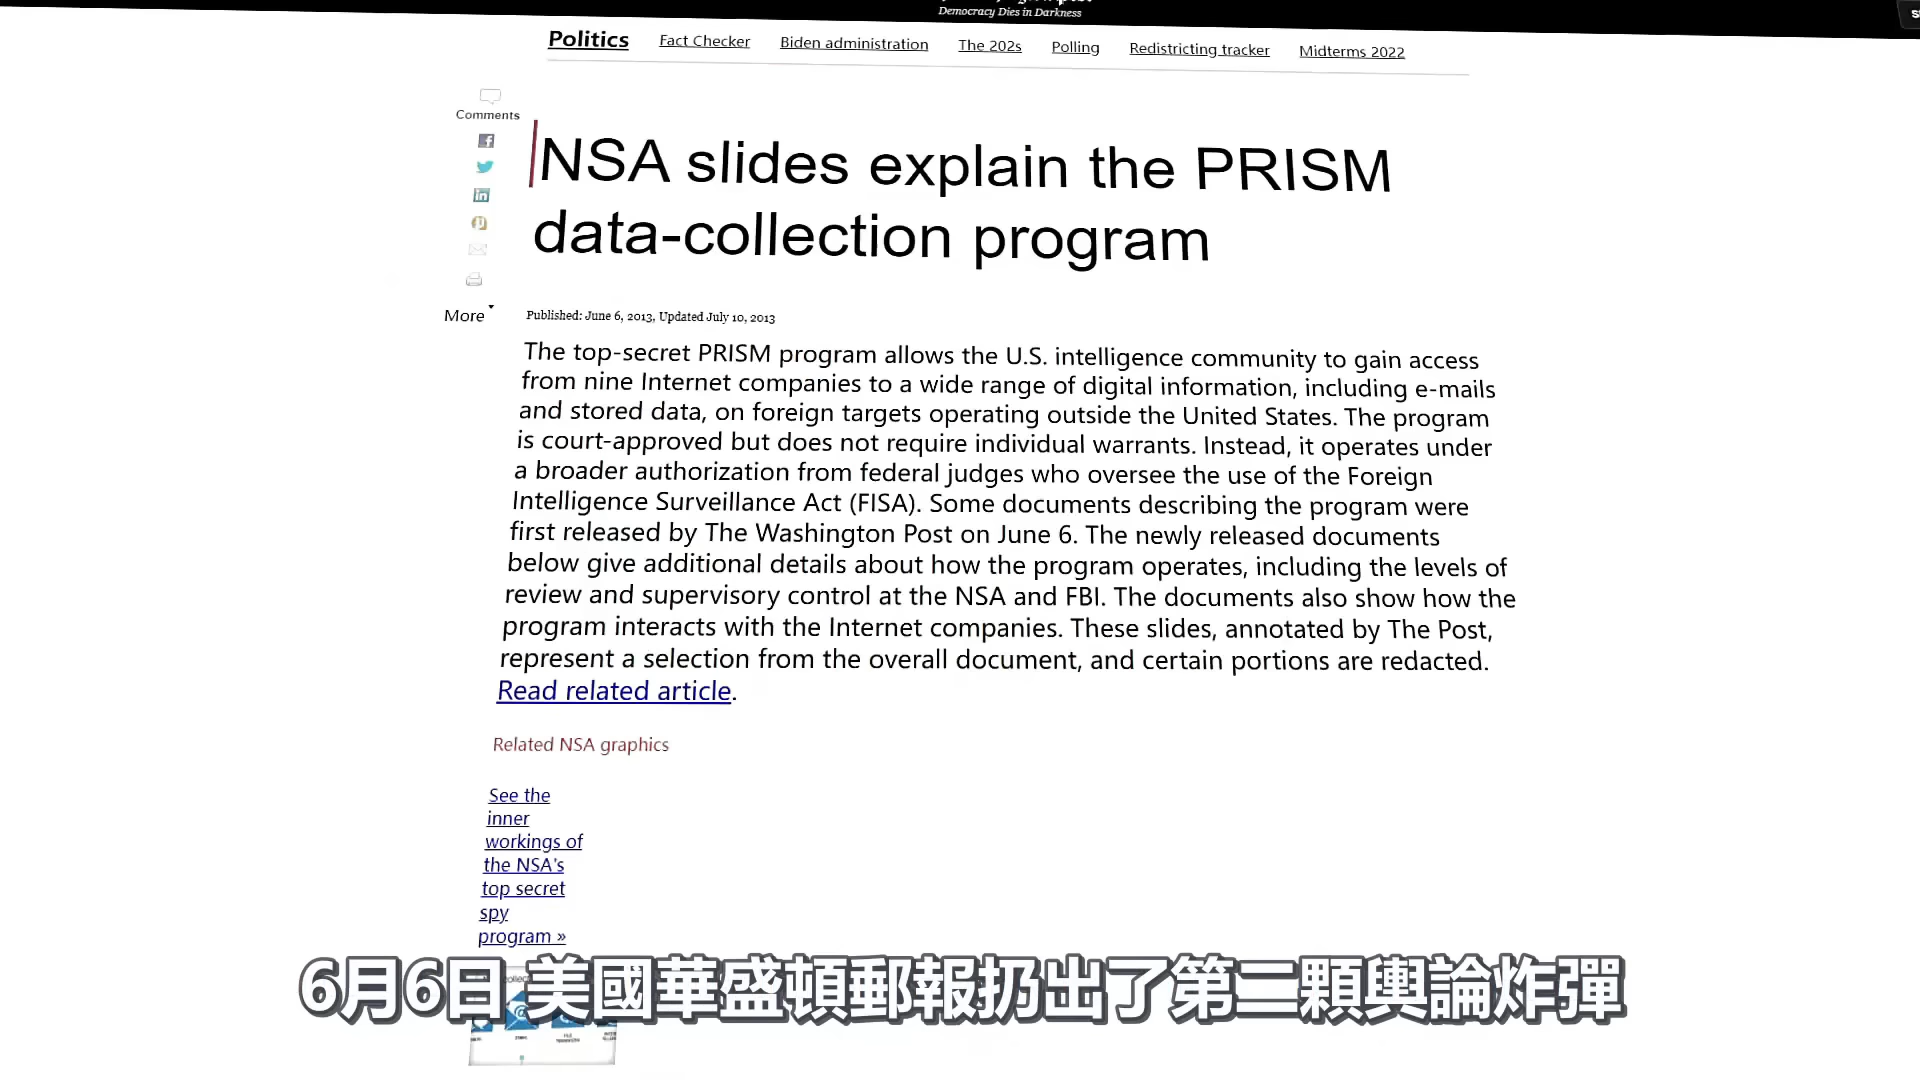 Democracy Dies in Darkness
Politics Fact Checker Biden administration The 202s Polling Redistricting tracker Midterms 2022
Comments
NSA slides explain the PRISM
data-collection program
More
Published: June 6, 2013, Updated July 10, 2013
The top-secret PRISM program allows the U.S. intelligence community to gain access
from nine Internet companies to a wide range of digital information, including e-mails
and stored data, on foreign targets operating outside the United States. The program
is court-approved but does not require individual warrants. Instead, it operates under
a broader authorization from federal judges who oversee the use of the Foreign
Intelligence Surveillance Act (FISA). Some documents describing the program were
first released by The Washington Post on June 6. The newly released documents
below give additional details about how the program operates, including the levels of
review and supervisory control at the NSA and FBI. The documents also show how the
program interacts with the Internet companies. These slides, annotated by The Post,
represent a selection from the overall document, and certain portions are redacted.
Read related article.
Related NSA graphics
See the
inner
workings of
the NSA's
top secret
spy
program »
6月6日 美國華盛頓郵報扔出了第二顆輿論炸彈